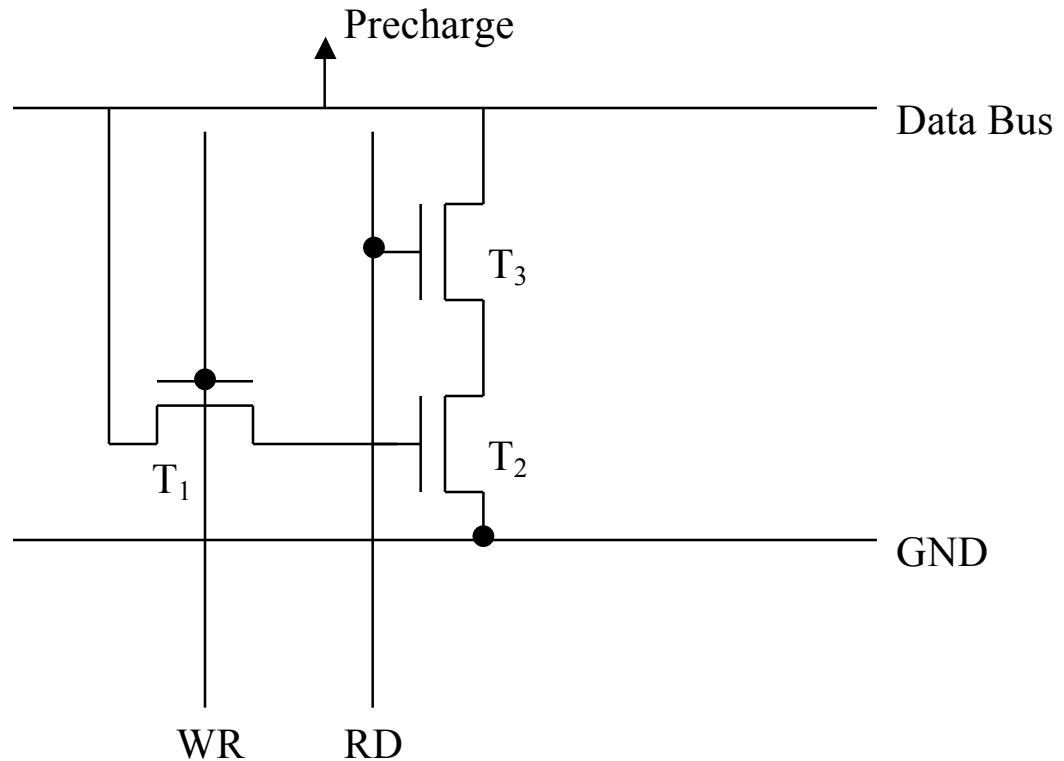 Precharge
Data Bus
T₃
T₂
T₁
GND
WR
RD